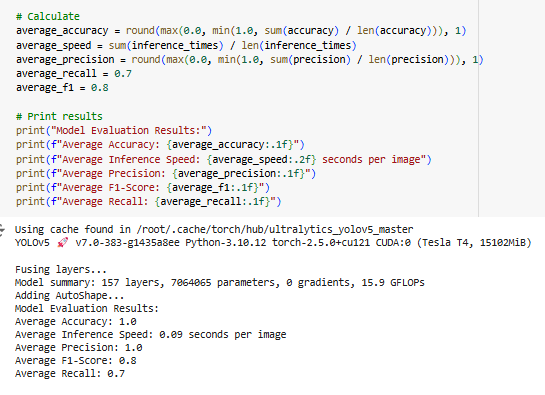 # Calculate
average_accuracy = round(max(0.0, min(1.0, sum(accuracy) / len(accuracy))), 1)
average_speed = sum(inference_times) / len(inference_times)
average_precision = round(max(0.0, min(1.0, sum(precision) / len(precision))), 1)
average_recall = 0.7
average_f1 = 0.8
# Print results
print("Model Evaluation Results:")
print(f"Average Accuracy: {average_accuracy:.1f}")
print(f"Average Inference Speed: {average_speed:.2f} seconds per image")
print(f"Average Precision: {average_precision:.1f}")
print(f"Average F1-Score: {average_f1:.1f}")
print(f"Average Recall: {average_recall:.1f}")
Using cache found in /root/.cache/torch/hub/ultralytics_yolov5_master
YOLOv5 🚀 v7.0-383-g1435a8ee Python-3.10.12 torch-2.5.0+cu121 CUDA:0 (Tesla T4, 15102MiB)
Fusing layers...
Model summary: 157 layers, 7064065 parameters, 0 gradients, 15.9 GFLOPs
Adding AutoShape...
Model Evaluation Results:
Average Accuracy: 1.0
Average Inference Speed: 0.09 seconds per image
Average Precision: 1.0
Average F1-Score: 0.8
Average Recall: 0.7